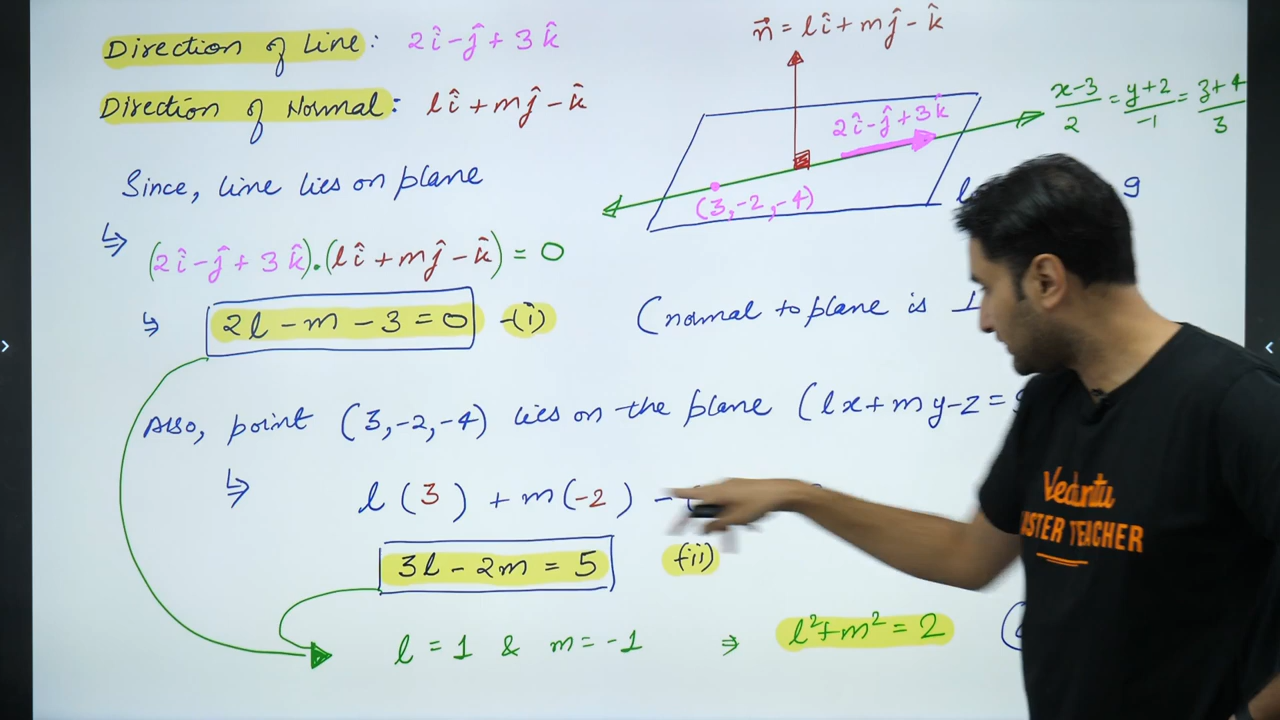 Direction of Line: 2î - ĵ + 3k̂
Direction of Normal: lî + mĵ - k̂
Since, line lies on plane
(2î - ĵ + 3k̂).(lî + mĵ - k̂) = 0
2l - m - 3 = 0 -(i)
n⃗ = lî + mĵ - k̂
2î - ĵ + 3k̂
(3, -2, -4)
x-3/2 = y+2/-1 = z+4/3
l 9
(normal to plane is ⊥
Also, point (3, -2, -4) lies on the plane (lx + my - z =
l (3) + m(-2) -
3l - 2m = 5 (ii)
l = 1 & m = -1 ⇒ l² + m² = 2
Vedantu
MASTER TEACHER